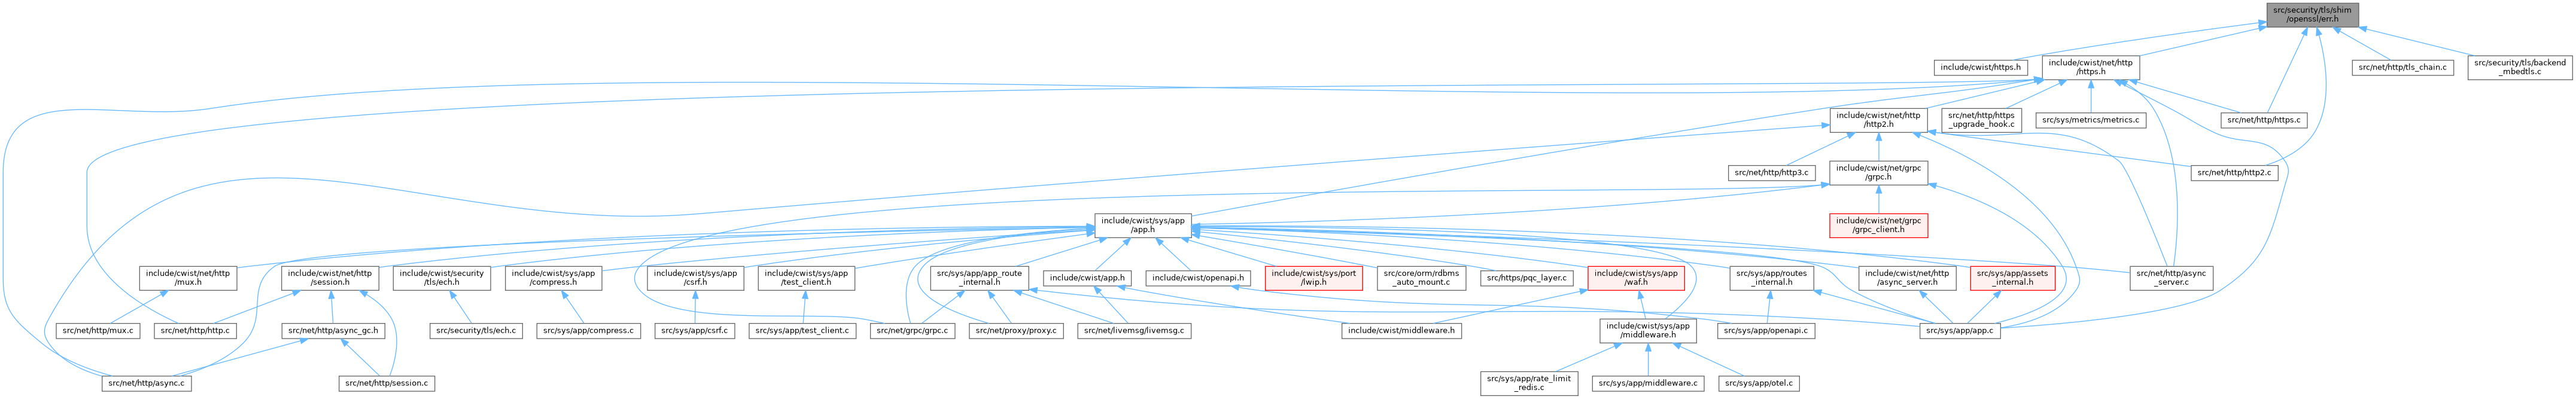 src/security/tls/shim
/openssl/err.h
include/cwist/https.h
include/cwist/net/http
/https.h
src/net/http/tls_chain.c
src/security/tls/backend
_mbedtls.c
include/cwist/net/http
/http2.h
src/net/http/https
_upgrade_hook.c
src/sys/metrics/metrics.c
src/net/http/https.c
src/net/http/http3.c
include/cwist/net/grpc
/grpc.h
src/net/http/http2.c
include/cwist/sys/app
/app.h
include/cwist/net/grpc
/grpc_client.h
include/cwist/net/http
/mux.h
include/cwist/net/http
/session.h
include/cwist/security
/tls/ech.h
include/cwist/sys/app
/compress.h
include/cwist/sys/app
/csrf.h
include/cwist/sys/app
/test_client.h
src/sys/app/app_route
_internal.h
include/cwist/app.h
include/cwist/openapi.h
include/cwist/sys/port
/lwip.h
src/core/orm/rdbms
_auto_mount.c
src/https/pqc_layer.c
include/cwist/sys/app
/waf.h
src/sys/app/routes
_internal.h
include/cwist/net/http
/async_server.h
src/sys/app/assets
_internal.h
src/net/http/async
_server.c
src/net/http/mux.c
src/net/http/http.c
src/net/http/async_gc.h
src/security/tls/ech.c
src/sys/app/compress.c
src/sys/app/csrf.c
src/sys/app/test_client.c
src/net/grpc/grpc.c
src/net/proxy/proxy.c
src/net/livemsg/livemsg.c
include/cwist/middleware.h
include/cwist/sys/app
/middleware.h
src/sys/app/openapi.c
src/sys/app/app.c
src/net/http/async.c
src/net/http/session.c
src/sys/app/rate_limit
_redis.c
src/sys/app/middleware.c
src/sys/app/otel.c